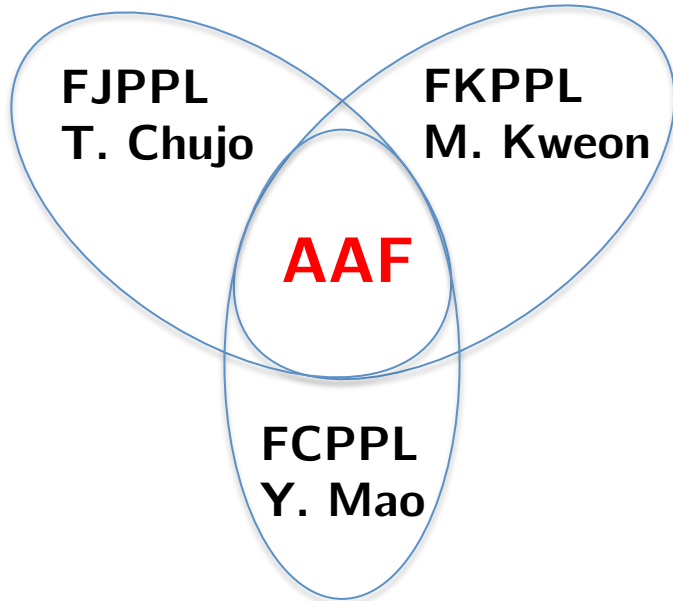 FJPPL
T. Chujo
FKPPL
M. Kweon
AAF
FCPPL
Y. Mao